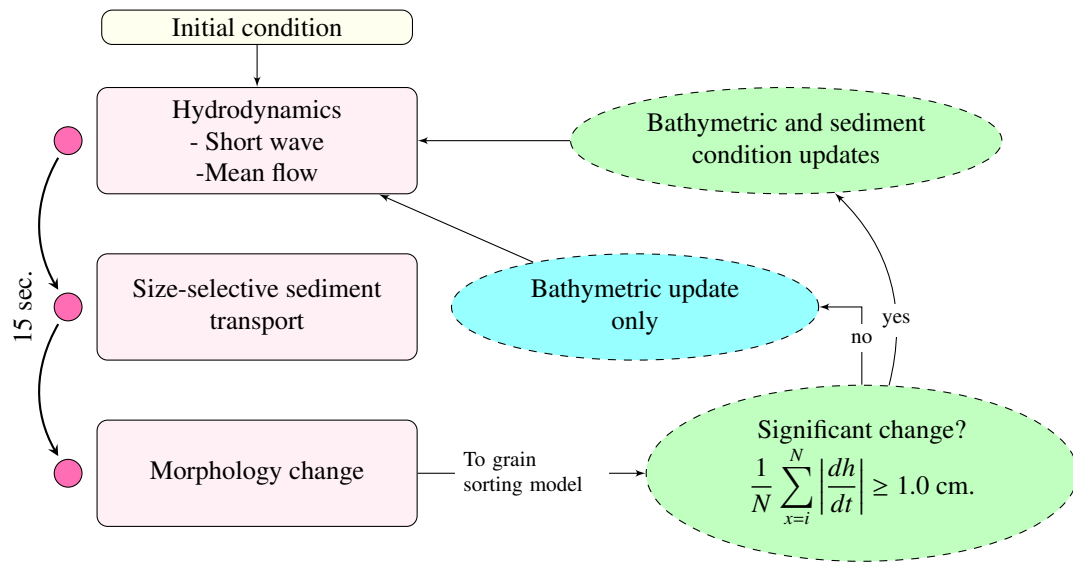 Initial condition
Hydrodynamics
- Short wave
-Mean flow
Bathymetric and sediment
condition updates
15 sec.
Size-selective sediment
transport
Bathymetric update
only
no
yes
Morphology change
To grain
sorting model
Significant change?
$\frac{1}{N} \sum_{x=i}^{N} \left| \frac{dh}{dt} \right| \geq 1.0$ cm.